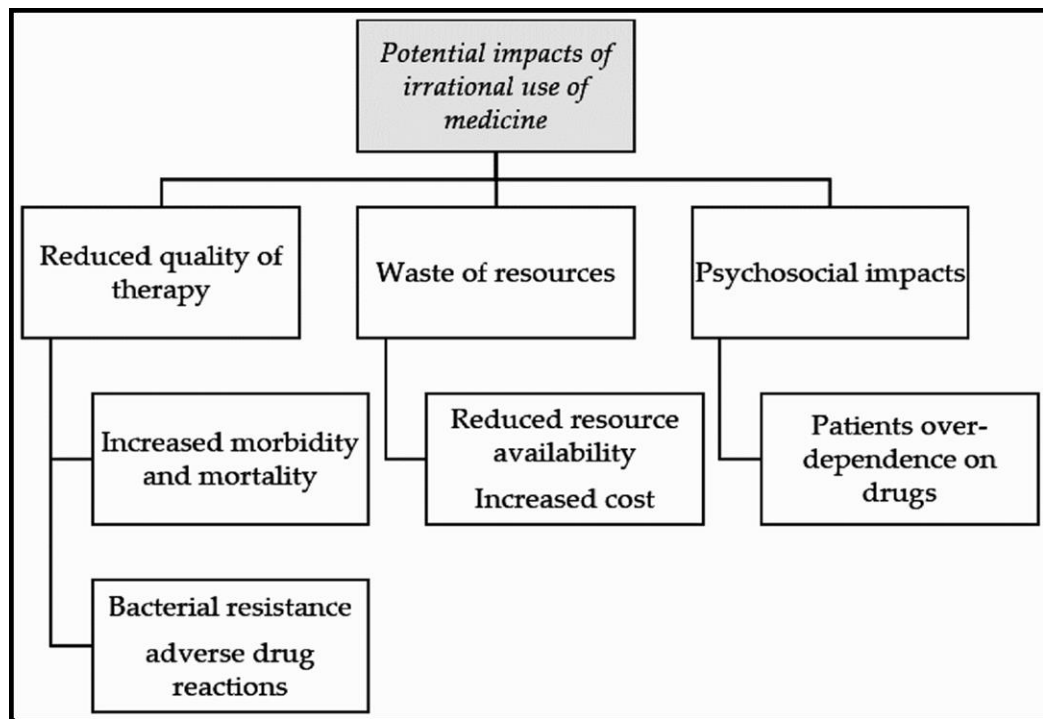 Potential impacts of
irrational use of
medicine
Reduced quality of
therapy
Waste of resources
Psychosocial impacts
Increased morbidity
and mortality
Reduced resource
availability
Increased cost
Patients over-
dependence on
drugs
Bacterial resistance
adverse drug
reactions